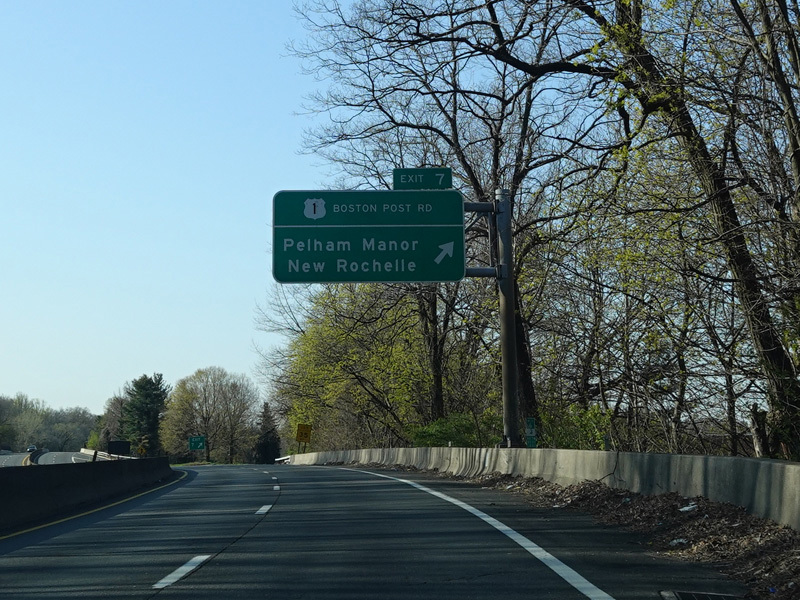 EXIT 7
1 BOSTON POST RD
Pelham Manor
New Rochelle